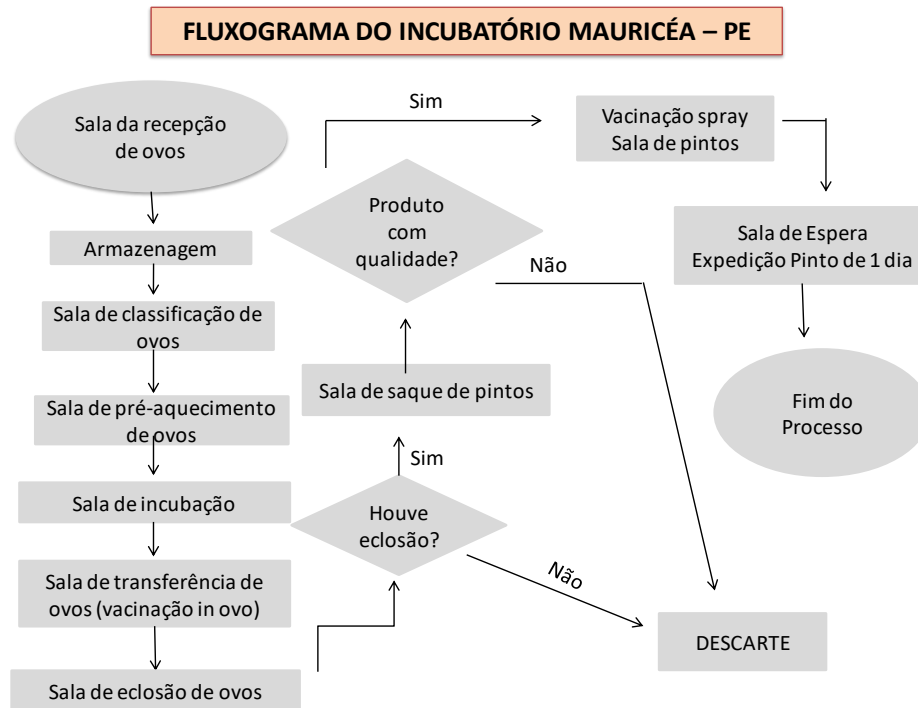 FLUXOGRAMA DO INCUBATÓRIO MAURICÉA – PE
Sala da recepção
de ovos
Armazenagem
Sala de classificação de
ovos
Sala de pré-aquecimento
de ovos
Sala de incubação
Sala de transferência de
ovos (vacinação in ovo)
Sala de eclosão de ovos
Houve
eclosão?
Sim
Não
Sala de saque de pintos
Produto
com
qualidade?
Sim
Não
Vacinação spray
Sala de pintos
Sala de Espera
Expedição Pinto de 1 dia
Fim do
Processo
DESCARTE